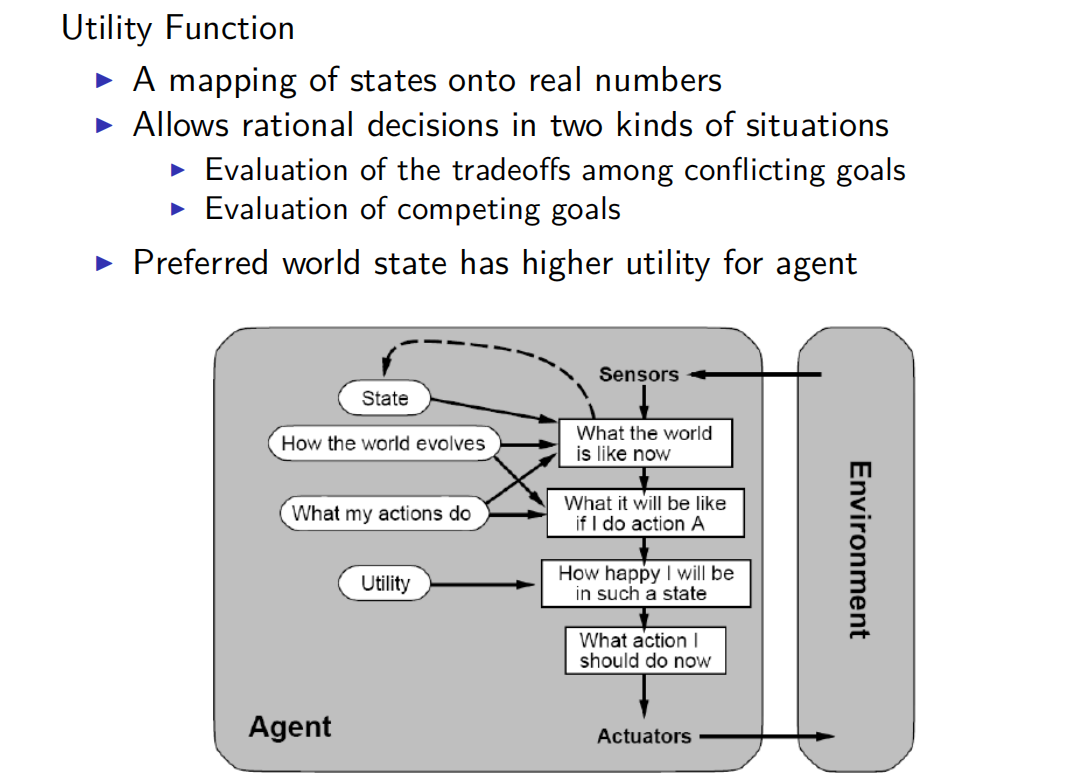 Utility Function
A mapping of states onto real numbers
Allows rational decisions in two kinds of situations
Evaluation of the tradeoffs among conflicting goals
Evaluation of competing goals
Preferred world state has higher utility for agent
Sensors
State
What the world
is like now
How the world evolves
What it will be like
if I do action A
What my actions do
How happy I will be
in such a state
Utility
What action I
should do now
Agent
Actuators
Environment